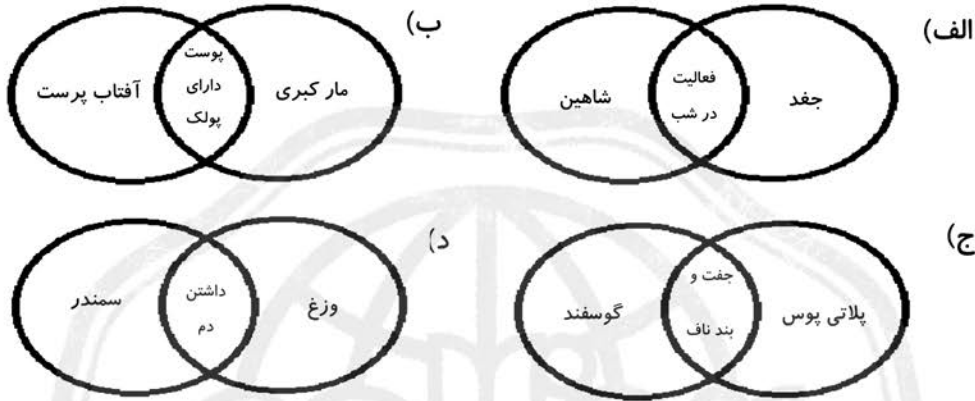 الف)
جغد
فعالیت
در شب
شاهین
ب)
مار کبری
پوست
دارای
پولک
آفتاب پرست
ج)
پلاتی پوس
جفت و
بند ناف
گوسفند
د)
وزغ
داشتن
دم
سمندر